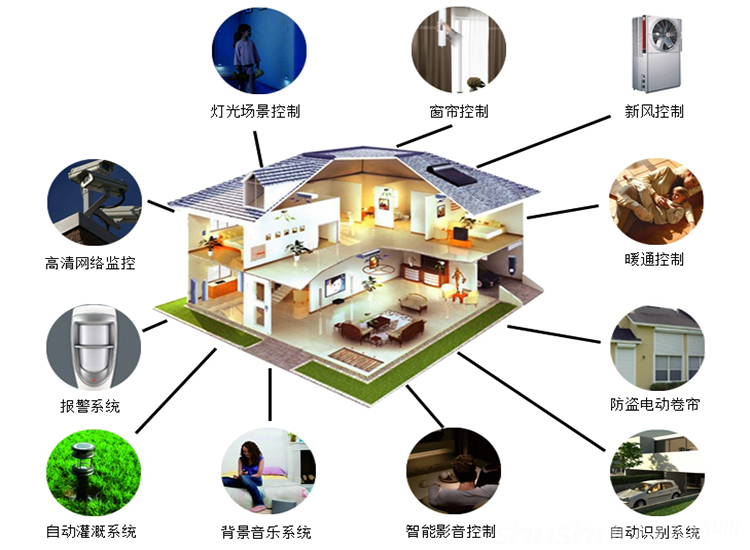 灯光场景控制
窗帘控制
新风控制
高清网络监控
暖通控制
报警系统
防盗电动卷帘
自动灌溉系统
背景音乐系统
智能影音控制
自动识别系统